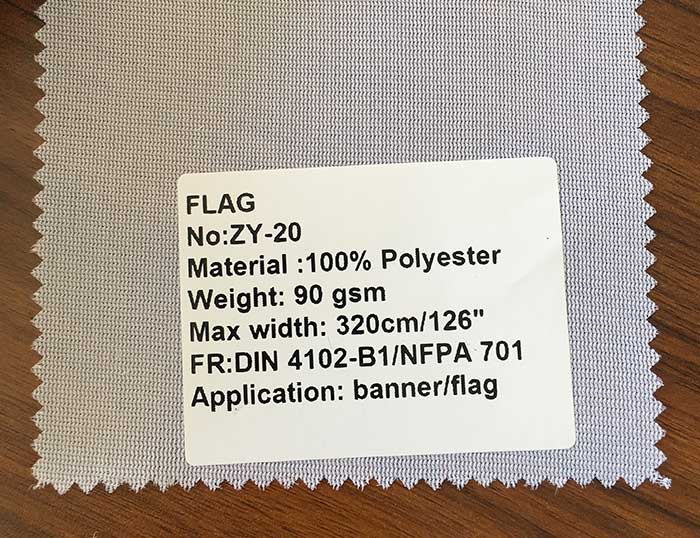 FLAG
No:ZY-20
Material :100% Polyester
Weight: 90 gsm
Max width: 320cm/126"
FR:DIN 4102-B1/NFPA 701
Application: banner/flag